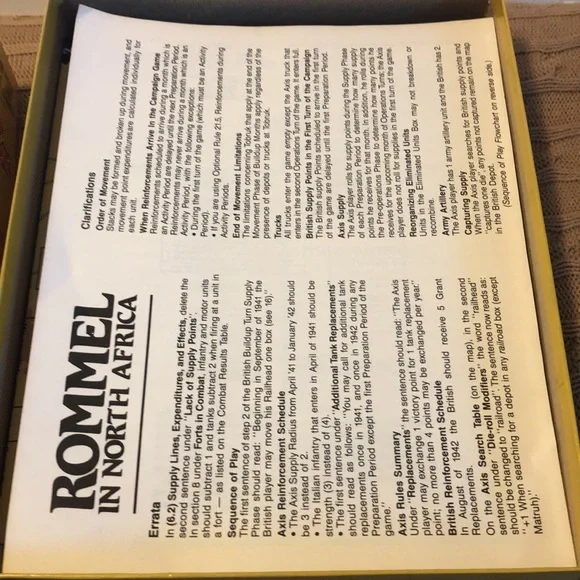 ROMMEL
IN NORTH AFRICA
Errata
In (6.2) Supply Lines, Expenditures, and Effects, delete the
second sentence under "Lack of Supply Points".
In section 8 under Forts in Combat, infantry and motor units
should subtract 1 and tanks subtract 2 when firing at a unit in
a fort — as listed on the Combat Results Table.
Sequence of Play
The first sentence of step 2 of the British Buildup Turn Supply
Phase should read: "Beginning in September of 1941 the
British player may move his Railhead one box (see 16)."
Axis Reinforcement Schedule
• The Axis Supply Radius from April '41 to January '42 should
be 3 instead of 2.
• The Italian infantry that enters in April of 1941 should be
strength (3) instead of (4).
• The first sentence under "Additional Tank Replacements"
should read as follows: "You may call for additional tank
replacements once in 1941, and once in 1942 during any
Preparation Period except the first Preparation Period of the
game."
Axis Rules Summary
Under "Replacements" the sentence should read: "The Axis
player may exchange 1 victory point for 1 tank replacement
point; no more than 4 points may be exchanged per year."
British Reinforcement Schedule
In August of 1942 the British should receive 5 Grant
Replacements.
On the Axis Search Table (on the map), in the second
sentence under "Die-roll Modifiers" the word "railhead"
should be changed to "railroad". The sentence now reads as:
"+1 When searching for a depot in any railroad box (except
Matruh)."
Clarifications
Order of Movement
Stacks may be formed and broken up during movement, and
movement point expenditures are calculated individually for
each unit.
When Reinforcements Arrive in the Campaign Game
Reinforcements scheduled to arrive during a month which is
an Activity Period are delayed until the next Preparation Period.
Reinforcements may never arrive during a month which is an
Activity Period, with the following exceptions:
• During the first turn of the game (which must be an Activity
Period).
• If you are using Optional Rule 21.5, Reinforcements during
Activity Periods.
End of Movement Limitations
The limitations concerning Tobruk that apply at the end of the
Movement Phase of Buildup Months apply regardless of the
presence of depots or trucks at Tobruk.
Trucks
All trucks enter the game empty except the Axis truck that
enters in the second Operations Turn of the game. It enters full.
British Supply Points in the First Turn of the Campaign
The British supply points scheduled to arrive in the first turn
of the game are delayed until the first Preparation Period.
Axis Supply
The Axis player rolls for supply points during the Supply Phase
of each Preparation Period to determine how many supply
points he receives for that month. In addition, he rolls during
the Pre-operations Phase to determine how many points he
receives for the upcoming month of Operations Turns; the Axis
player does not roll for supplies in the first turn of the game.
Reorganizing Eliminated Units
Units in the Eliminated Units Box may not breakdown or
recombine.
Army Artillery
The Axis player has 1 army artillery unit and the British has 2.
Capturing Supply
When the Axis player searches for British supply points and
"captures one die", any points not captured remain on the map
in the British Depot.
(Sequence of Play Flowchart on reverse side.)